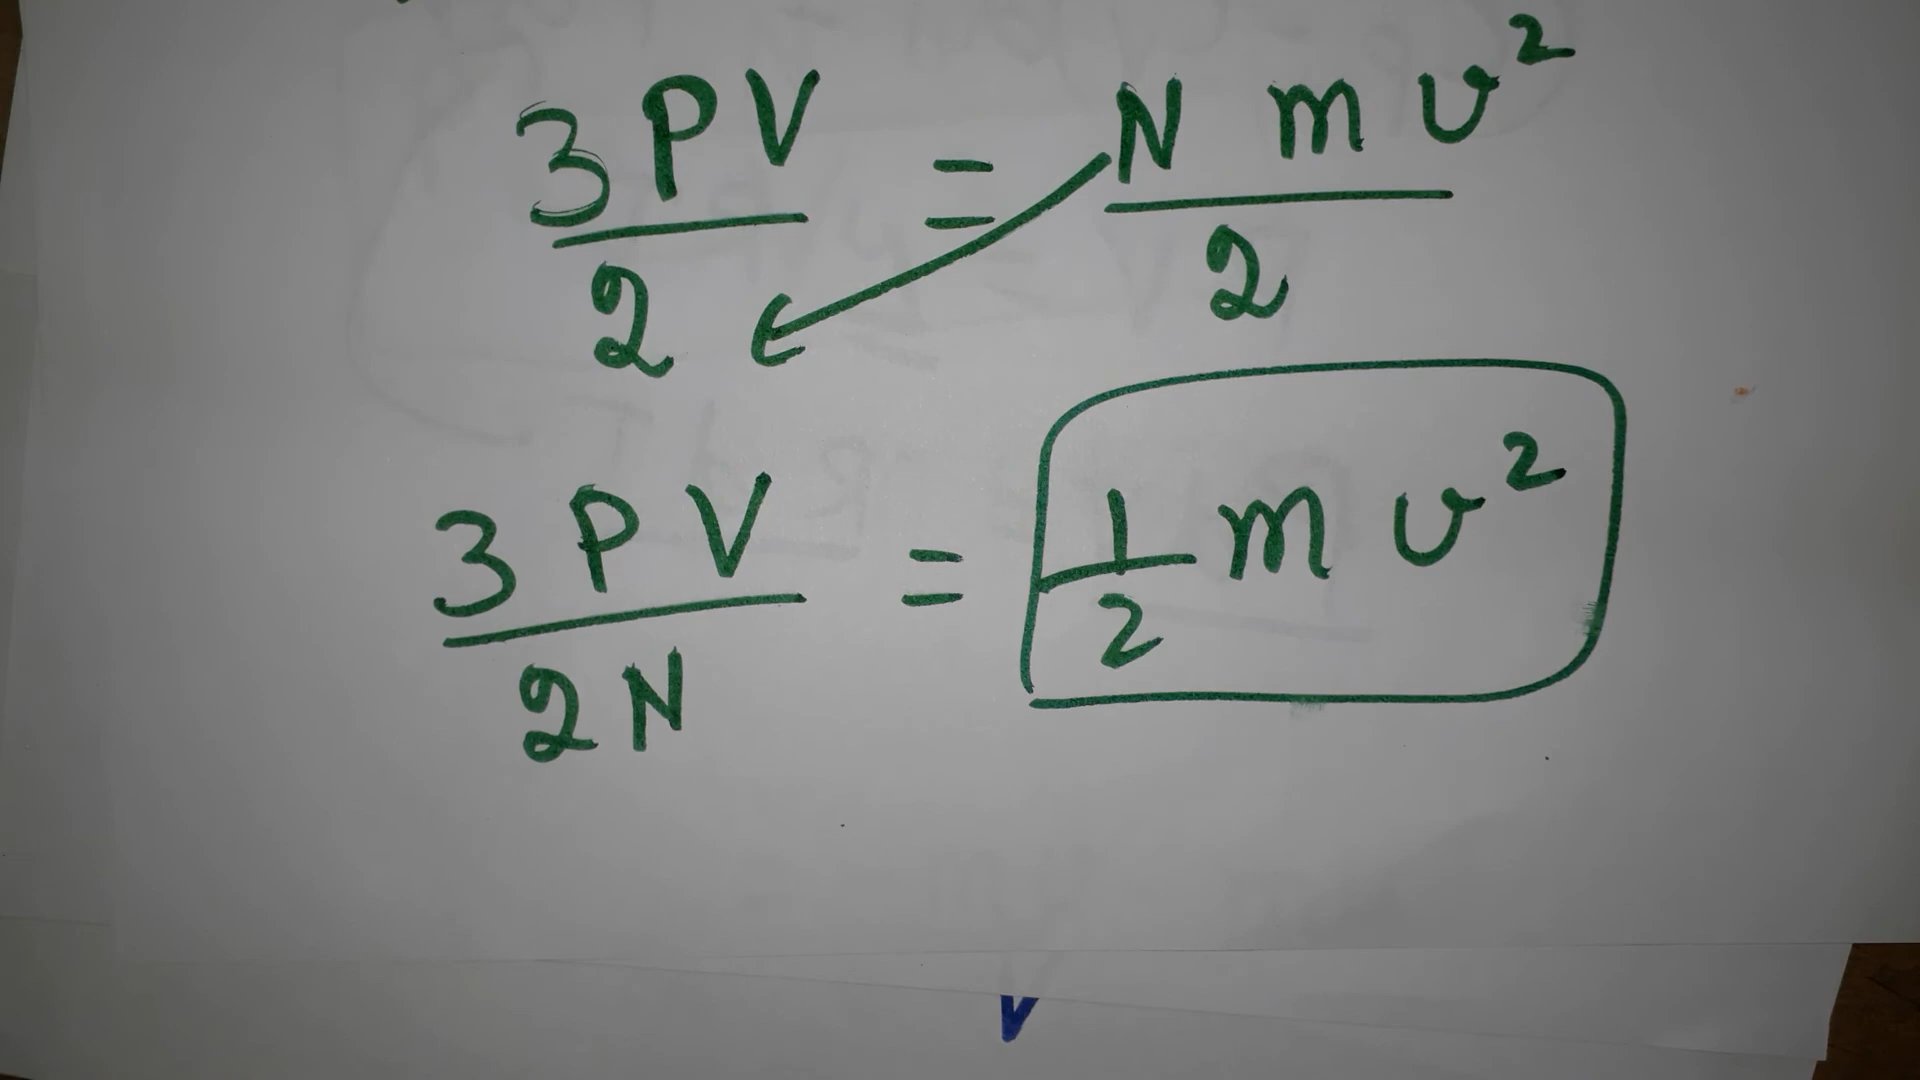 3PV/2 = N m v²/2
3PV/2N = 1/2 m v²